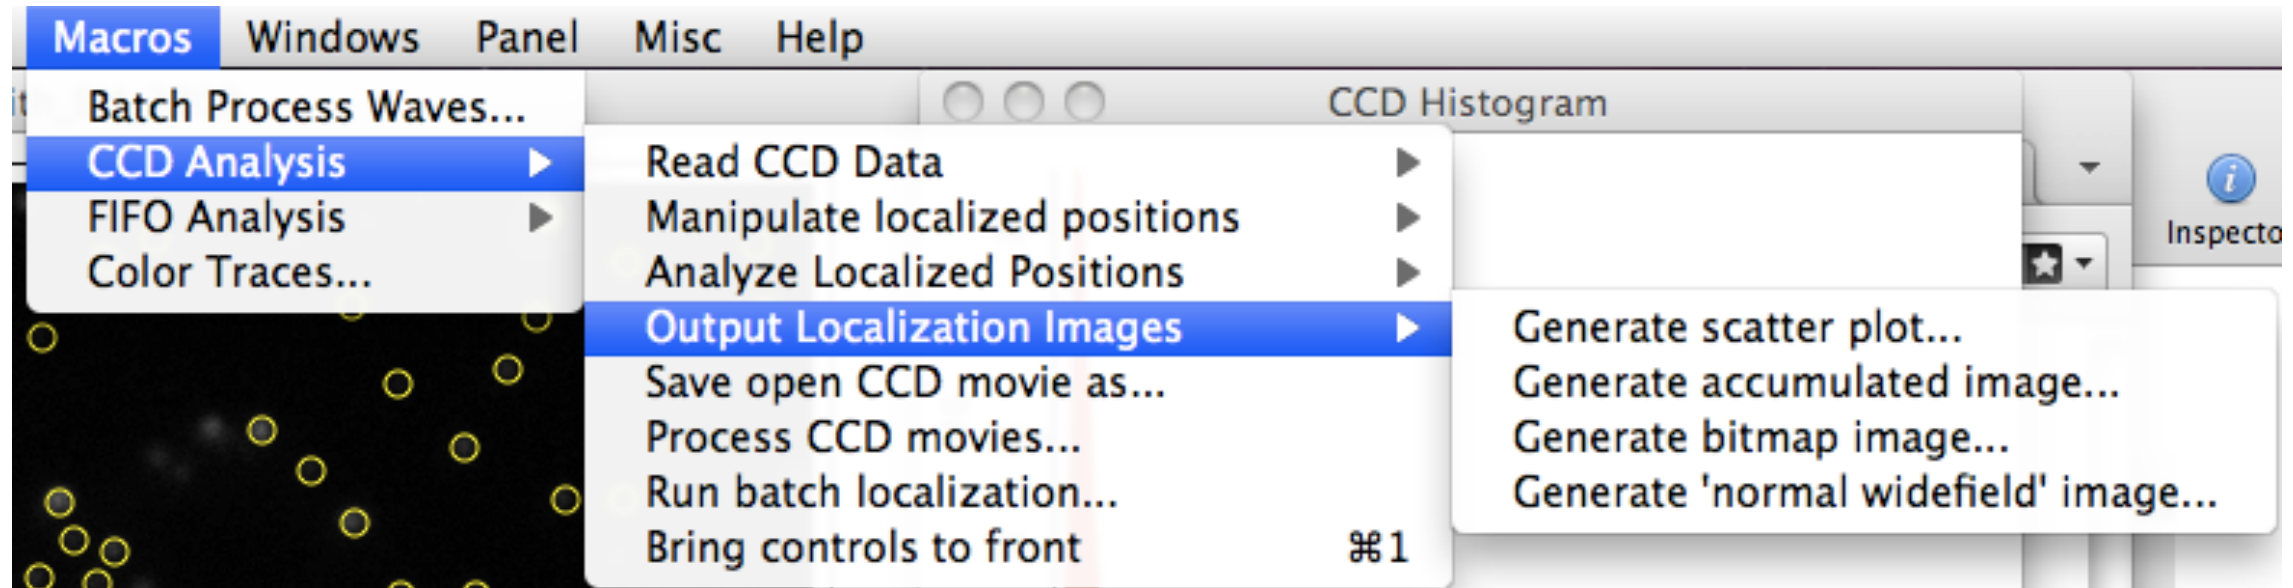 Macros Windows Panel Misc Help
CCD Histogram
Batch Process Waves...
CCD Analysis
FIFO Analysis
Color Traces...
Read CCD Data
Manipulate localized positions
Analyze Localized Positions
Output Localization Images
Save open CCD movie as...
Process CCD movies...
Run batch localization...
Bring controls to front ⌘1
Generate scatter plot...
Generate accumulated image...
Generate bitmap image...
Generate 'normal widefield' image...
Inspecto